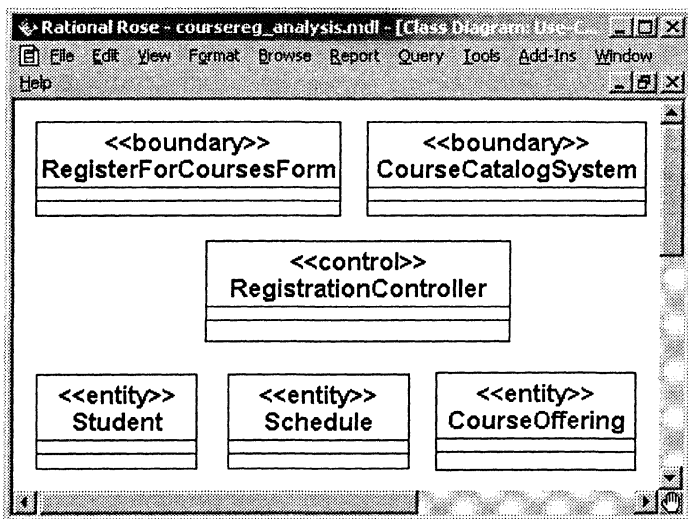 Rational Rose - coursereg_analysis.mdl - [Class Diagram: Use-C...
File Edit View Format Browse Report Query Tools Add-Ins Window
Help
<<boundary>>
RegisterForCoursesForm
<<boundary>>
CourseCatalogSystem
<<control>>
RegistrationController
<<entity>>
Student
<<entity>>
Schedule
<<entity>>
CourseOffering